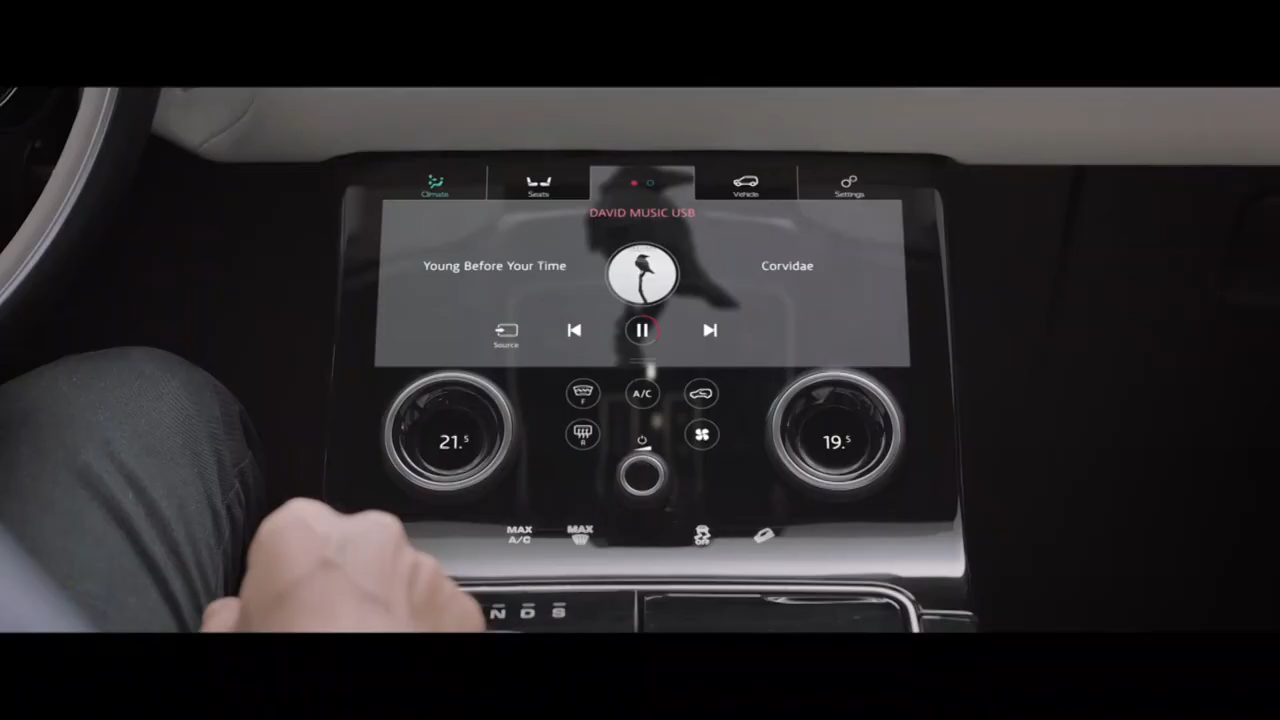 Climate
Seats
Vehicle
Settings
DAVID MUSIC USB
Young Before Your Time
Corvidae
Source
F
A/C
R
21.5
19.5
MAX
A/C
MAX
OFF
N D S